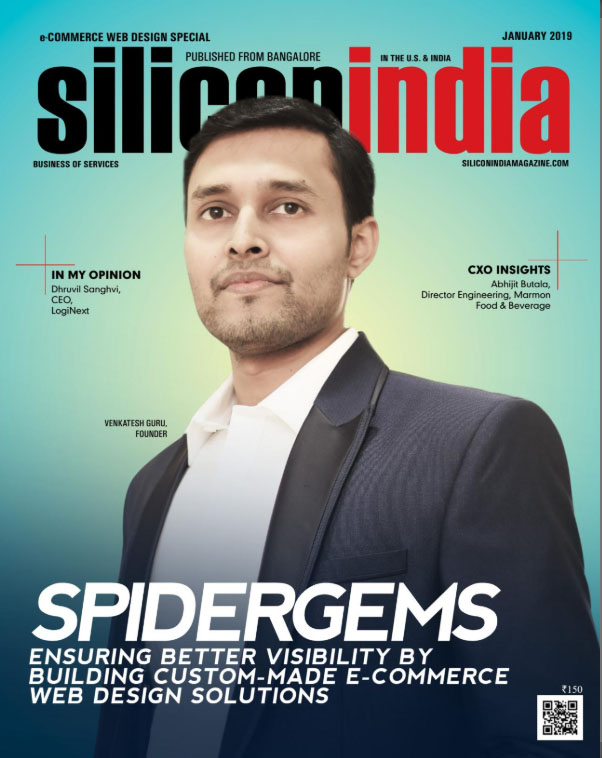 e-COMMERCE WEB DESIGN SPECIAL
JANUARY 2019
PUBLISHED FROM BANGALORE
IN THE U.S. & INDIA
siliconindia
BUSINESS OF SERVICES
SILICONINDIAMAGAZINE.COM
IN MY OPINION
Dhruvil Sanghvi,
CEO,
LogiNext
CXO INSIGHTS
Abhijit Butala,
Director Engineering, Marmon
Food & Beverage
VENKATESH GURU,
FOUNDER
SPIDERGEMS
ENSURING BETTER VISIBILITY BY
BUILDING CUSTOM-MADE E-COMMERCE
WEB DESIGN SOLUTIONS
₹150